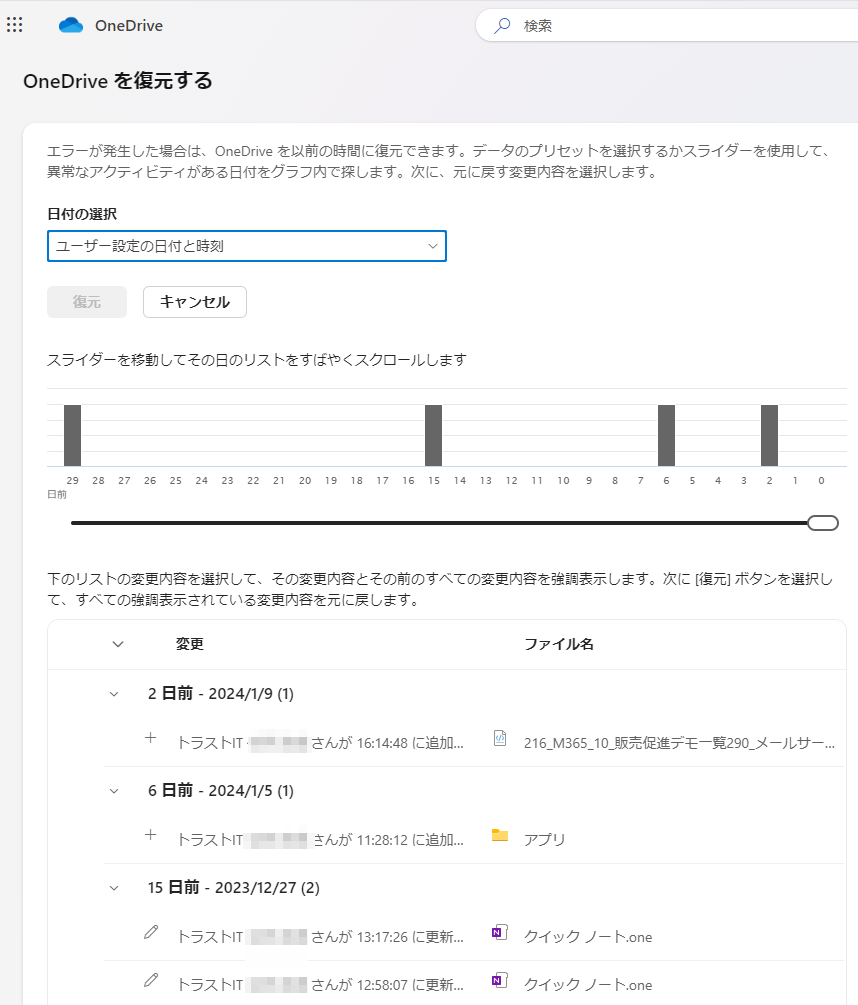 OneDrive
検索
OneDrive を復元する
エラーが発生した場合は、OneDrive を以前の時間に復元できます。データのプリセットを選択するかスライダーを使用して、
異常なアクティビティがある日付をグラフ内で探します。次に、元に戻す変更内容を選択します。
日付の選択
ユーザー設定の日付と時刻
復元 キャンセル
スライダーを移動してその日のリストをすばやくスクロールします
29 28 27 26 25 24 23 22 21 20 19 18 17 16 15 14 13 12 11 10 9 8 7 6 5 4 3 2 1 0
日前
下のリストの変更内容を選択して、その変更内容とその前のすべての変更内容を強調表示します。次に [復元] ボタンを選択し
て、すべての強調表示されている変更内容を元に戻します。
変更 ファイル名
2 日前 - 2024/1/9 (1)
トラストIT さんが 16:14:48 に追加... 216_M365_10_販売促進デモ一覧290_メールサー...
6 日前 - 2024/1/5 (1)
トラストIT さんが 11:28:12 に追加... アプリ
15 日前 - 2023/12/27 (2)
トラストIT さんが 13:17:26 に更新... クイック ノート.one
トラストIT さんが 12:58:07 に更新... クイック ノート.one